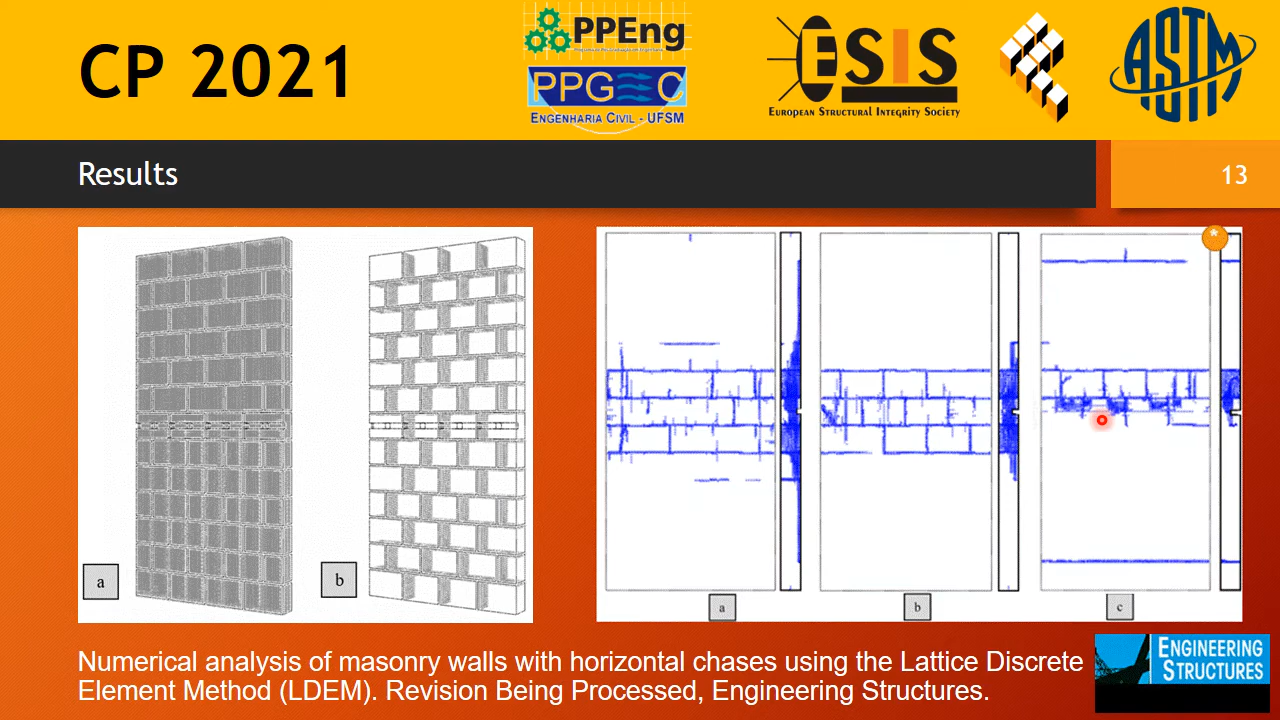 CP 2021
PPEng
PPG C
ENGENHARIA CIVIL - UFSM
ESIS
EUROPEAN STRUCTURAL INTEGRITY SOCIETY
ASTM
Results
13
*
a
b
a
b
c
Numerical analysis of masonry walls with horizontal chases using the Lattice Discrete
Element Method (LDEM). Revision Being Processed, Engineering Structures.
ENGINEERING
STRUCTURES